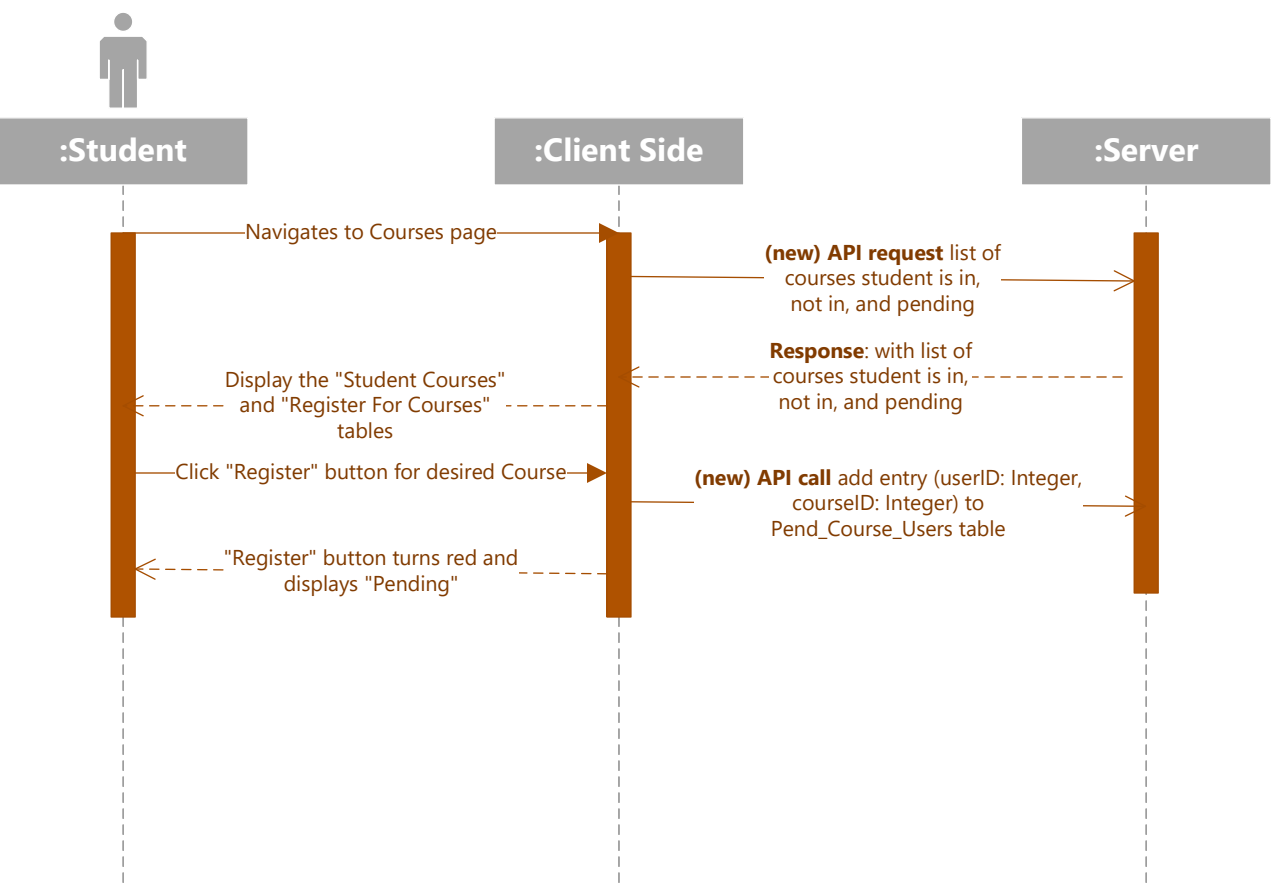 :Student
:Client Side
:Server
Navigates to Courses page
(new) API request list of
courses student is in,
not in, and pending
Response: with list of
courses student is in,
not in, and pending
Display the "Student Courses"
and "Register For Courses"
tables
Click "Register" button for desired Course
(new) API call add entry (userID: Integer,
courseID: Integer) to
Pend_Course_Users table
"Register" button turns red and
displays "Pending"